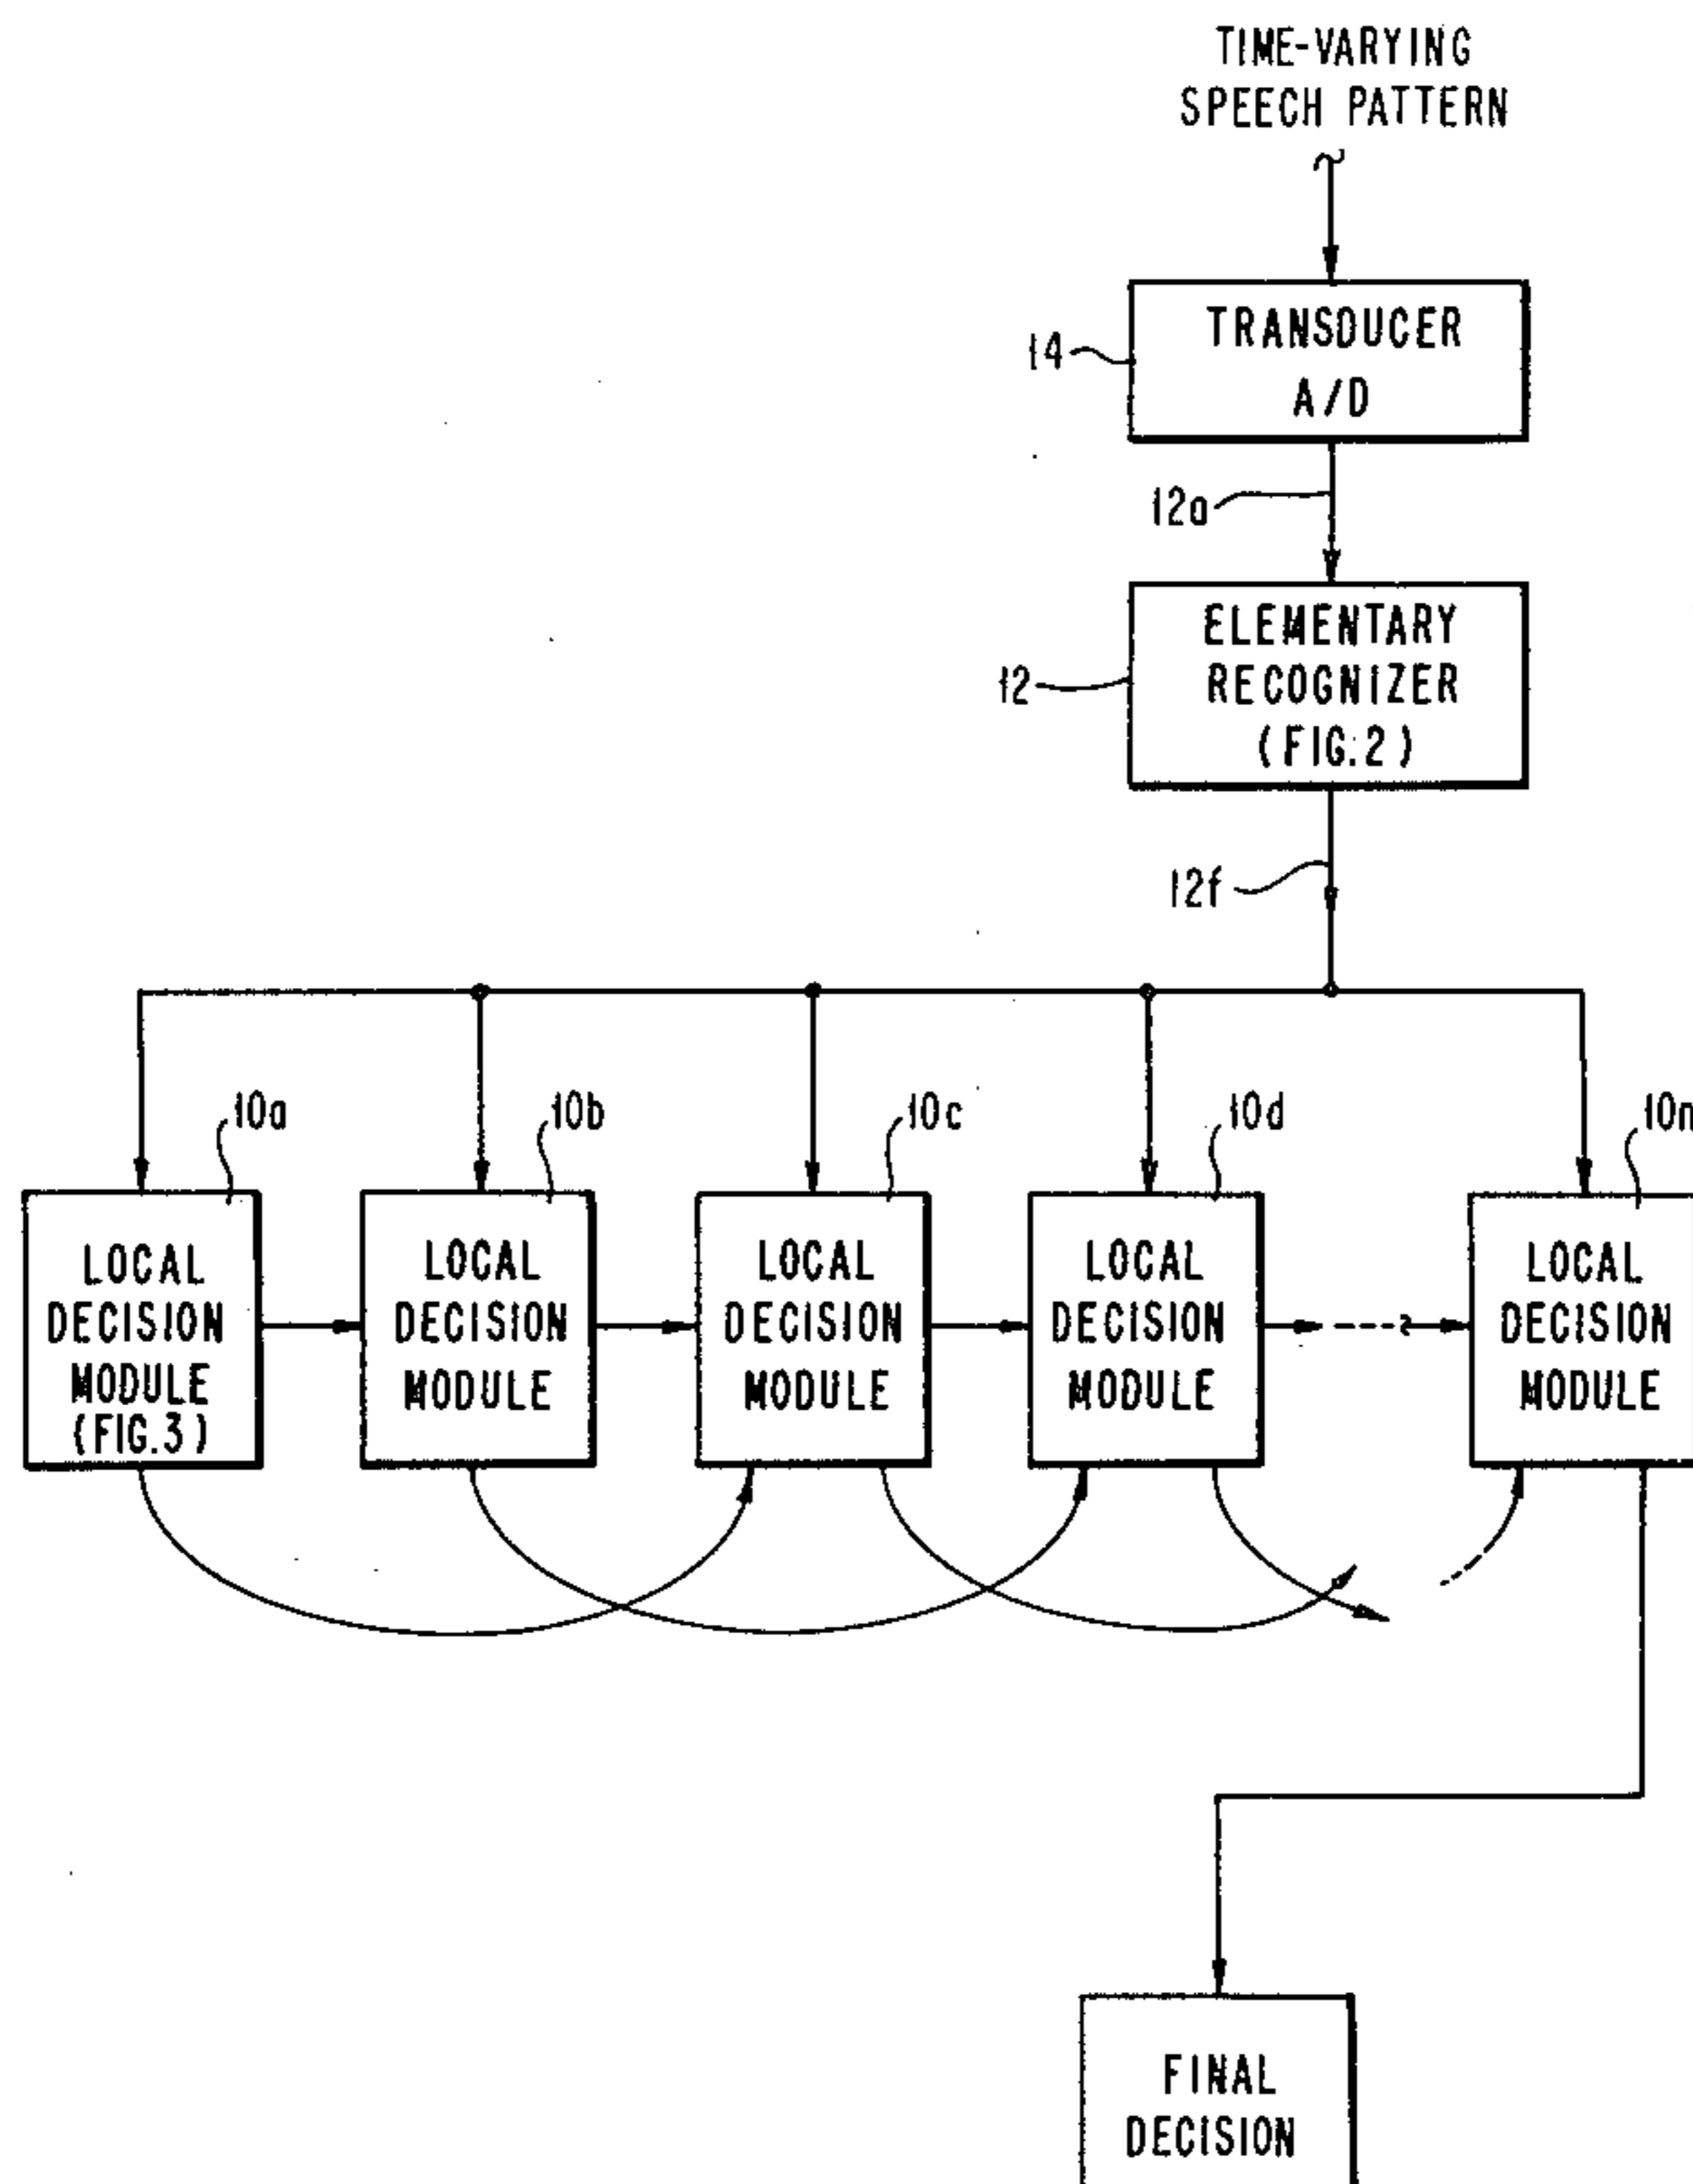 TIME-VARYING
SPEECH PATTERN
14
TRANSDUCER
A/D
12a
12
ELEMENTARY
RECOGNIZER
(FIG.2)
12f
10a
10b
10c
10d
10n
LOCAL
DECISION
MODULE
(FIG.3)
LOCAL
DECISION
MODULE
LOCAL
DECISION
MODULE
LOCAL
DECISION
MODULE
LOCAL
DECISION
MODULE
FINAL
DECISION